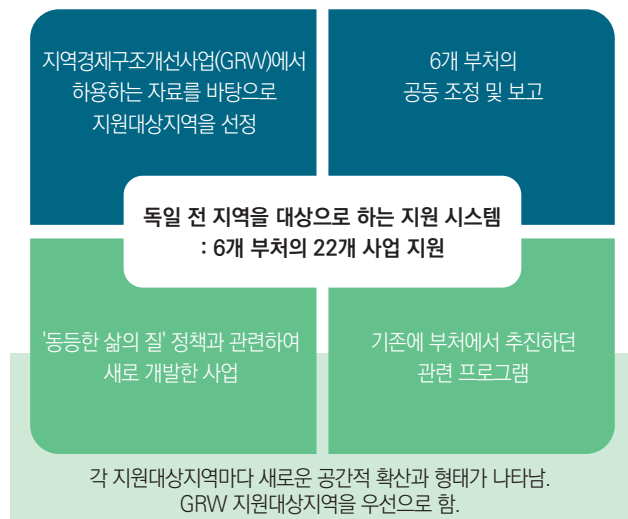 지역경제구조개선사업(GRW)에서
하용하는 자료를 바탕으로
지원대상지역을 선정
6개 부처의
공동 조정 및 보고
독일 전 지역을 대상으로 하는 지원 시스템
: 6개 부처의 22개 사업 지원
'동등한 삶의 질' 정책과 관련하여
새로 개발한 사업
기존에 부처에서 추진하던
관련 프로그램
각 지원대상지역마다 새로운 공간적 확산과 형태가 나타남.
GRW 지원대상지역을 우선으로 함.